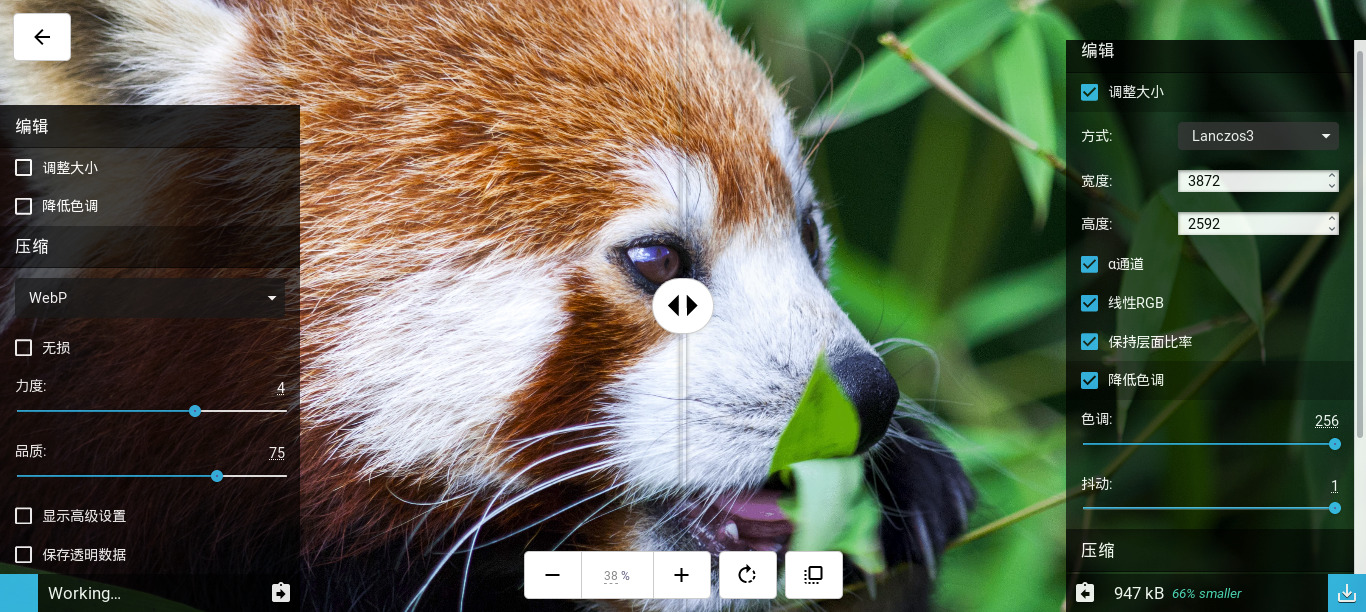 编辑
调整大小
降低色调
压缩
WebP
无损
力度: 4
品质: 75
显示高级设置
保存透明数据
Working...
38 %
编辑
调整大小
方式: Lanczos3
宽度: 3872
高度: 2592
α通道
线性RGB
保持层面比率
降低色调
色调: 256
抖动: 1
压缩
947 kB 66% smaller